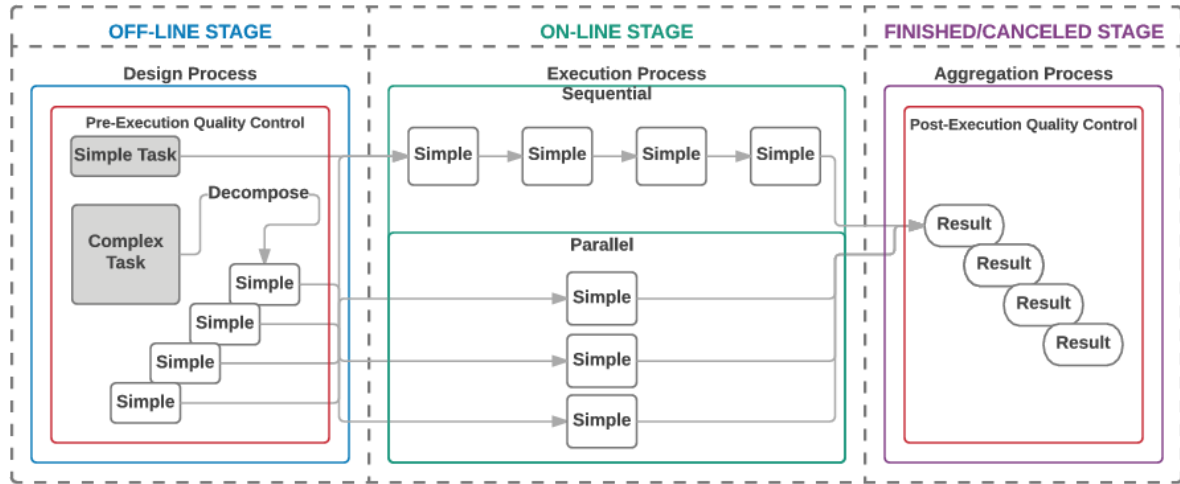 OFF-LINE STAGE
ON-LINE STAGE
FINISHED/CANCELED STAGE
Design Process
Pre-Execution Quality Control
Simple Task
Decompose
Complex
Task
Simple
Simple
Simple
Simple
Execution Process
Sequential
Simple
Simple
Simple
Simple
Parallel
Simple
Simple
Simple
Aggregation Process
Post-Execution Quality Control
Result
Result
Result
Result